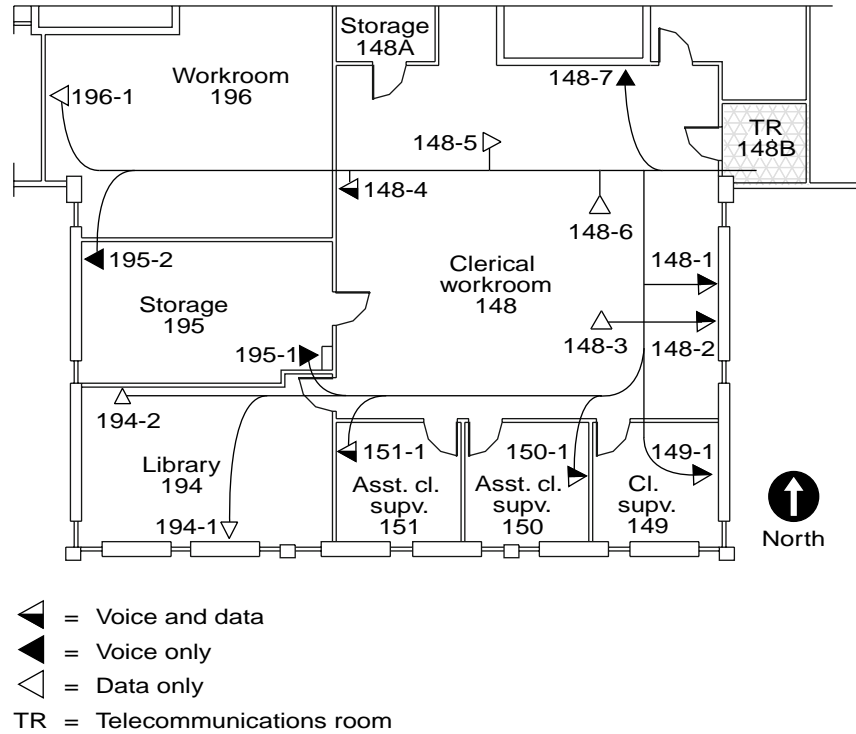 Storage
148A
Workroom
196
196-1
148-7
TR
148B
148-5
148-4
148-6
195-2
Clerical
workroom
148
148-1
Storage
195
148-3
148-2
195-1
194-2
151-1
150-1
149-1
Library
194
Asst. cl.
supv.
151
Asst. cl.
supv.
150
Cl.
supv.
149
194-1
North
= Voice and data
= Voice only
= Data only
TR = Telecommunications room